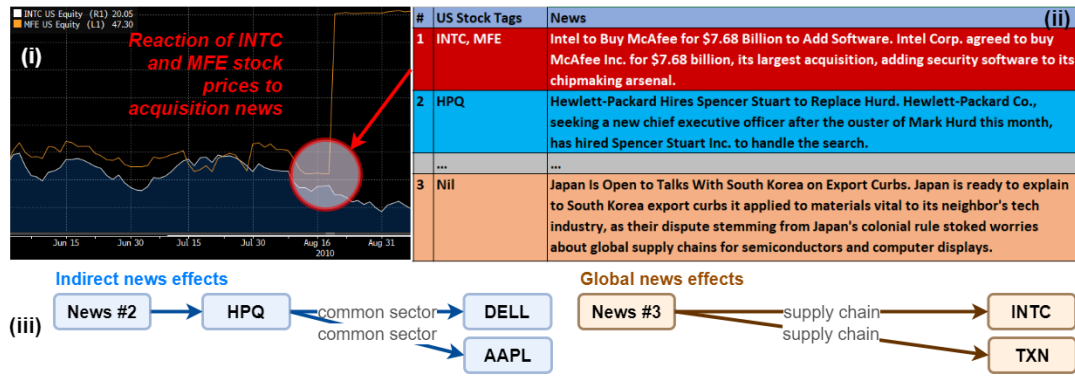 INTC US Equity (R1) 20.05
MFE US Equity (L1) 47.30
(i)
Reaction of INTC
and MFE stock
prices to
acquisition news
Jun 15
Jun 30
Jul 15
Jul 30
Aug 16
Aug 31
2010
# US Stock Tags News
(ii)
1 INTC, MFE Intel to Buy McAfee for $7.68 Billion to Add Software. Intel Corp. agreed to buy
McAfee Inc. for $7.68 billion, its largest acquisition, adding security software to its
chipmaking arsenal.
2 HPQ Hewlett-Packard Hires Spencer Stuart to Replace Hurd. Hewlett-Packard Co.,
seeking a new chief executive officer after the ouster of Mark Hurd this month,
has hired Spencer Stuart Inc. to handle the search.
... ...
3 Nil Japan Is Open to Talks With South Korea on Export Curbs. Japan is ready to explain
to South Korea export curbs it applied to materials vital to its neighbor's tech
industry, as their dispute stemming from Japan's colonial rule stoked worries
about global supply chains for semiconductors and computer displays.
(iii)
Indirect news effects
News #2
HPQ
common sector
common sector
DELL
AAPL
Global news effects
News #3
supply chain
supply chain
INTC
TXN